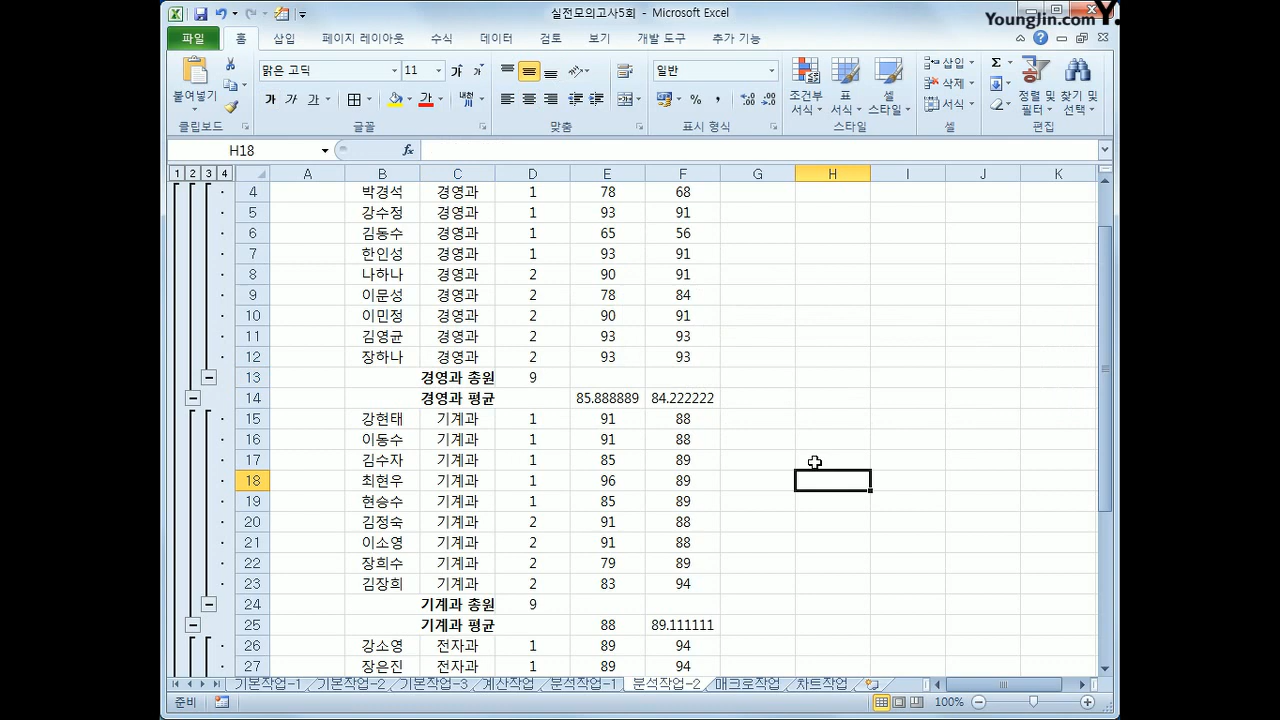 실전모의고사5회 - Microsoft Excel
YoungJin.com Y.
파일 홈 삽입 페이지 레이아웃 수식 데이터 검토 보기 개발 도구 추가 기능
붙여넣기 맑은 고딕 11 가 가 일반 조건부 서식 표 서식 셀 스타일 삽입 삭제 서식 Σ 정렬 및 필터 찾기 및 선택
가 가 가 가 내천 % ,
클립보드 글꼴 맞춤 표시 형식 스타일 셀 편집
H18 fx
1 2 3 4 A B C D E F G H I J K
4 박경석 경영과 1 78 68
5 강수정 경영과 1 93 91
6 김동수 경영과 1 65 56
7 한인성 경영과 1 93 91
8 나하나 경영과 2 90 91
9 이문성 경영과 2 78 84
10 이민정 경영과 2 90 91
11 김영균 경영과 2 93 93
12 장하나 경영과 2 93 93
13 경영과 총원 9
14 경영과 평균 85.888889 84.222222
15 강현태 기계과 1 91 88
16 이동수 기계과 1 91 88
17 김수자 기계과 1 85 89
18 최현우 기계과 1 96 89
19 현승수 기계과 1 85 89
20 김정숙 기계과 2 91 88
21 이소영 기계과 2 91 88
22 장희수 기계과 2 79 89
23 김장희 기계과 2 83 94
24 기계과 총원 9
25 기계과 평균 88 89.111111
26 강소영 전자과 1 89 94
27 장은진 전자과 1 89 94
기본작업-1 기본작업-2 기본작업-3 계산작업 분석작업-1 분석작업-2 매크로작업 차트작업
준비 100%